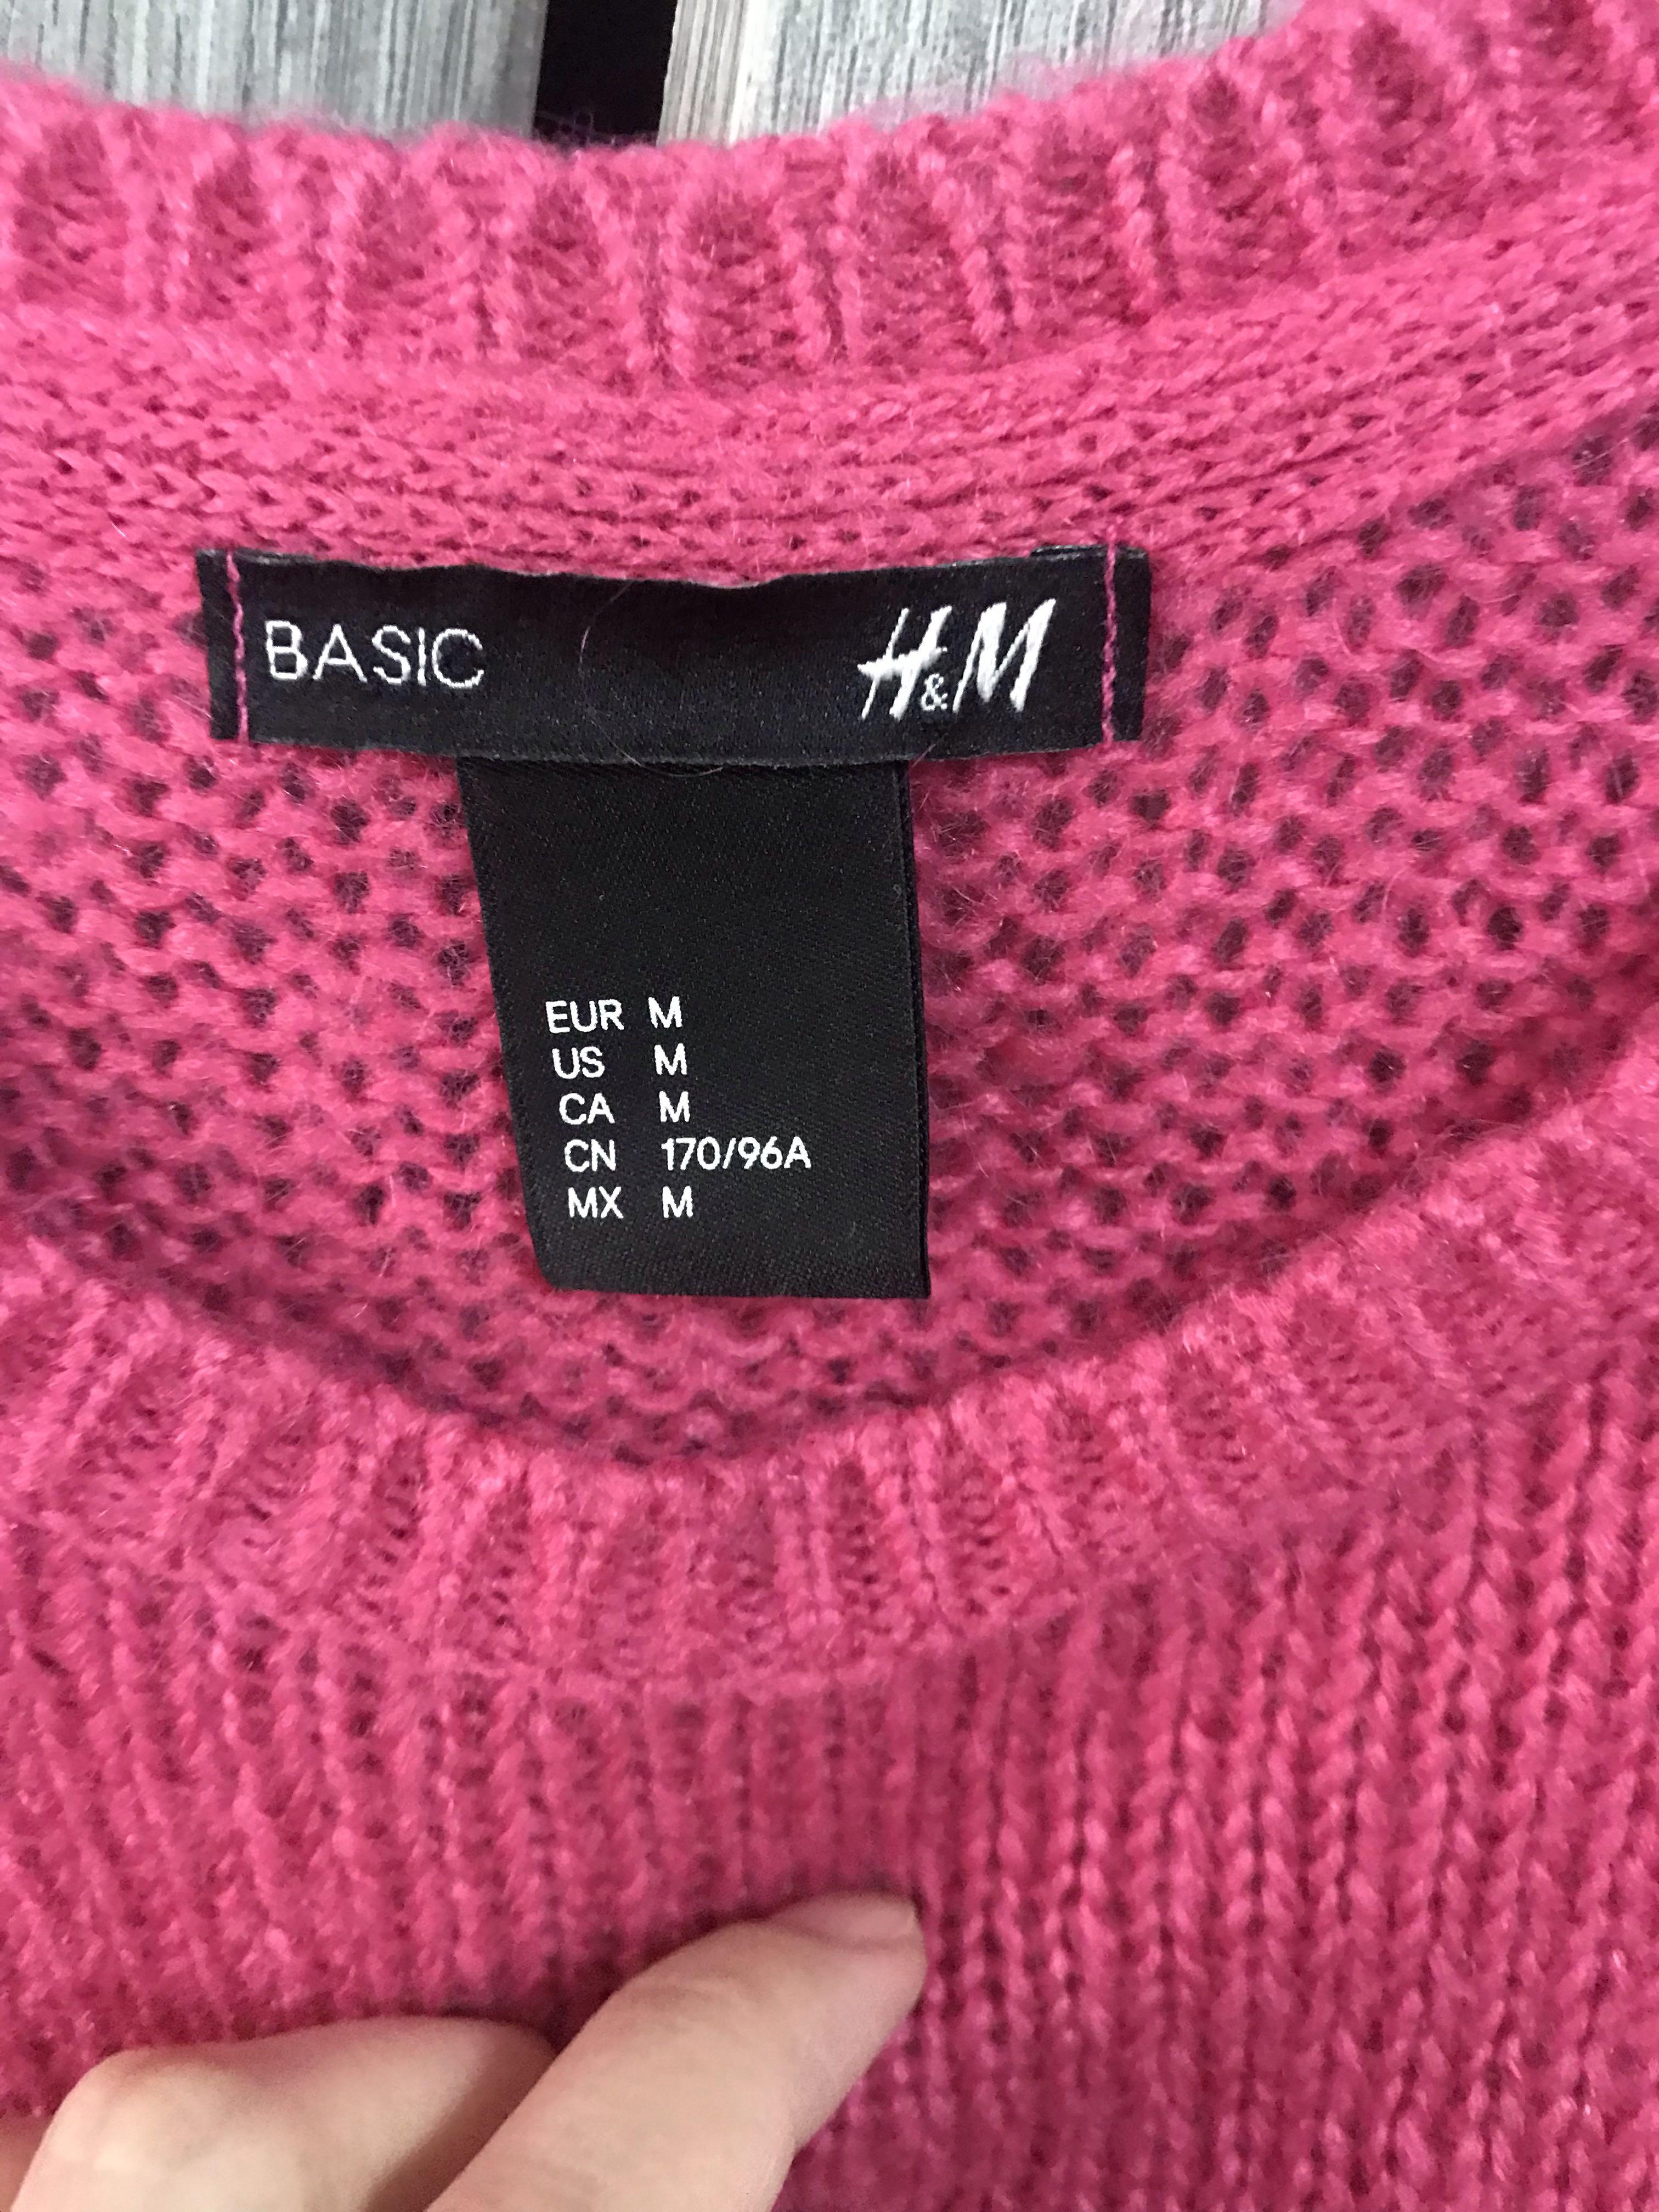 BASIC H&M
EUR M
US M
CA M
CN 170/96A
MX M